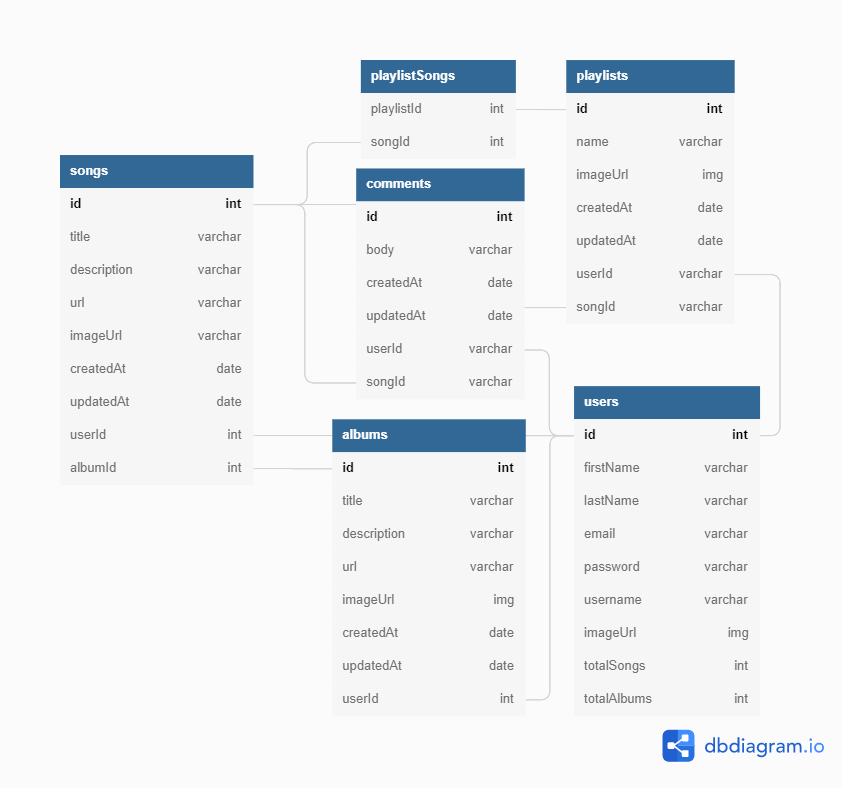 playlistSongs
playlistId int
songId int
playlists
id int
name varchar
imageUrl img
createdAt date
updatedAt date
userId varchar
songId varchar
songs
id int
title varchar
description varchar
url varchar
imageUrl varchar
createdAt date
updatedAt date
userId int
albumId int
comments
id int
body varchar
createdAt date
updatedAt date
userId varchar
songId varchar
albums
id int
title varchar
description varchar
url varchar
imageUrl img
createdAt date
updatedAt date
userId int
users
id int
firstName varchar
lastName varchar
email varchar
password varchar
username varchar
imageUrl img
totalSongs int
totalAlbums int
dbdiagram.io